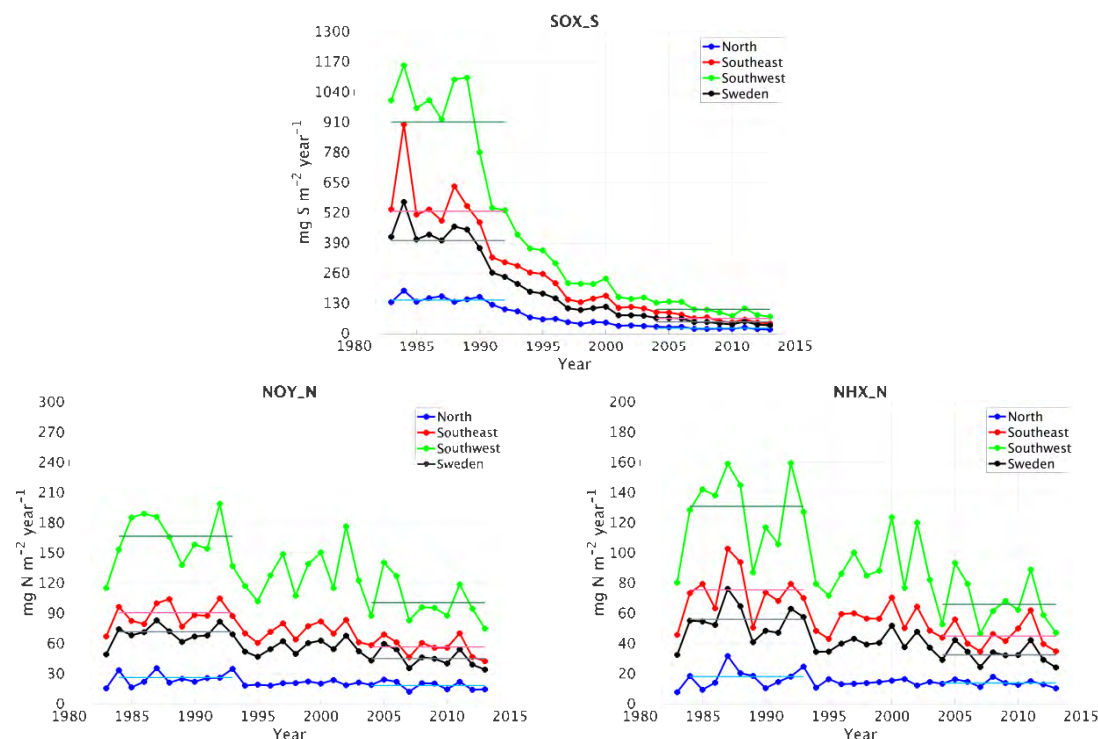 SOX_S
1300
1170
1040
910
780
650
520
390
260
130
0
mg S m⁻² year⁻¹
North
Southeast
Southwest
Sweden
1980 1985 1990 1995 2000 2005 2010 2015
Year
NOY_N
300
270
240
210
180
150
120
90
60
30
0
mg N m⁻² year⁻¹
North
Southeast
Southwest
Sweden
1980 1985 1990 1995 2000 2005 2010 2015
Year
NHX_N
200
180
160
140
120
100
80
60
40
20
0
mg N m⁻² year⁻¹
North
Southeast
Southwest
Sweden
1980 1985 1990 1995 2000 2005 2010 2015
Year